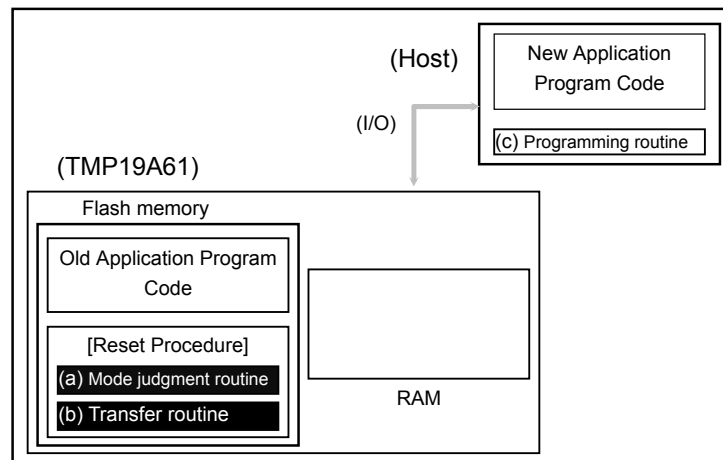 (Host)
New Application
Program Code
(I/O)
(c) Programming routine
(TMP19A61)
Flash memory
Old Application Program
Code
[Reset Procedure]
(a) Mode judgment routine
(b) Transfer routine
RAM